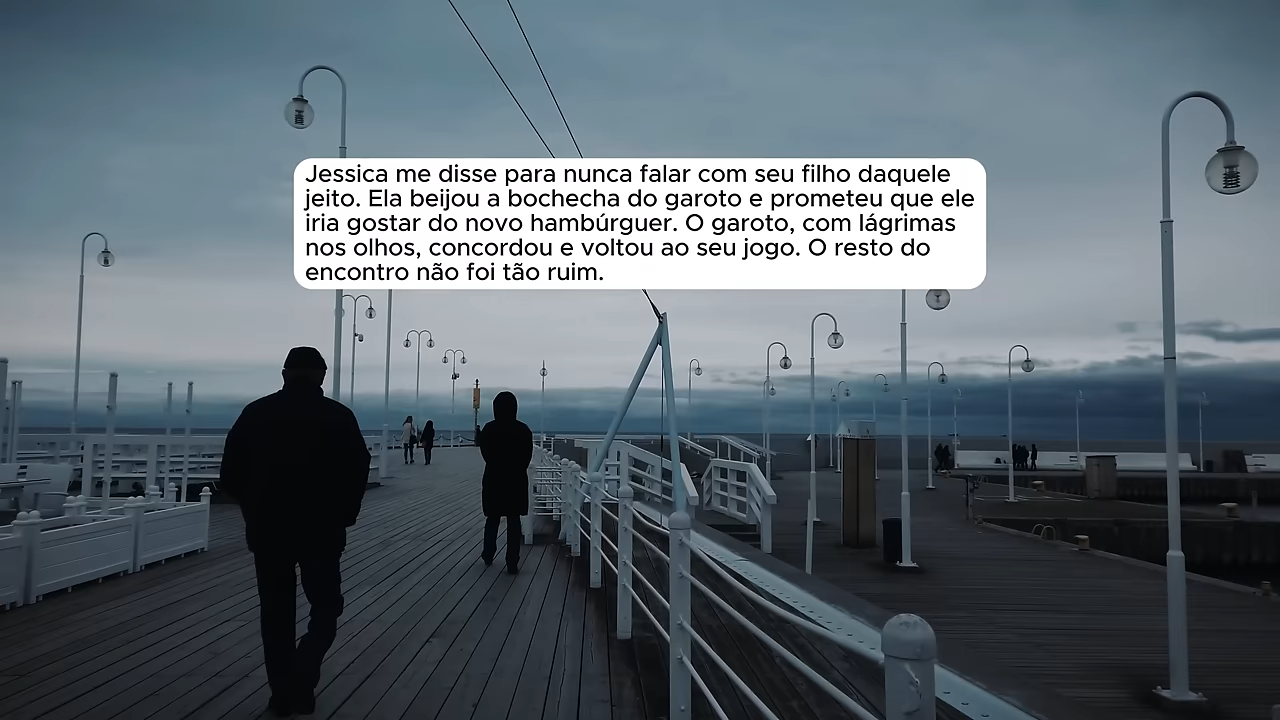 Jessica me disse para nunca falar com seu filho daquele
jeito. Ela beijou a bochecha do garoto e prometeu que ele
iria gostar do novo hambúrguer. O garoto, com lágrimas
nos olhos, concordou e voltou ao seu jogo. O resto do
encontro não foi tão ruim.